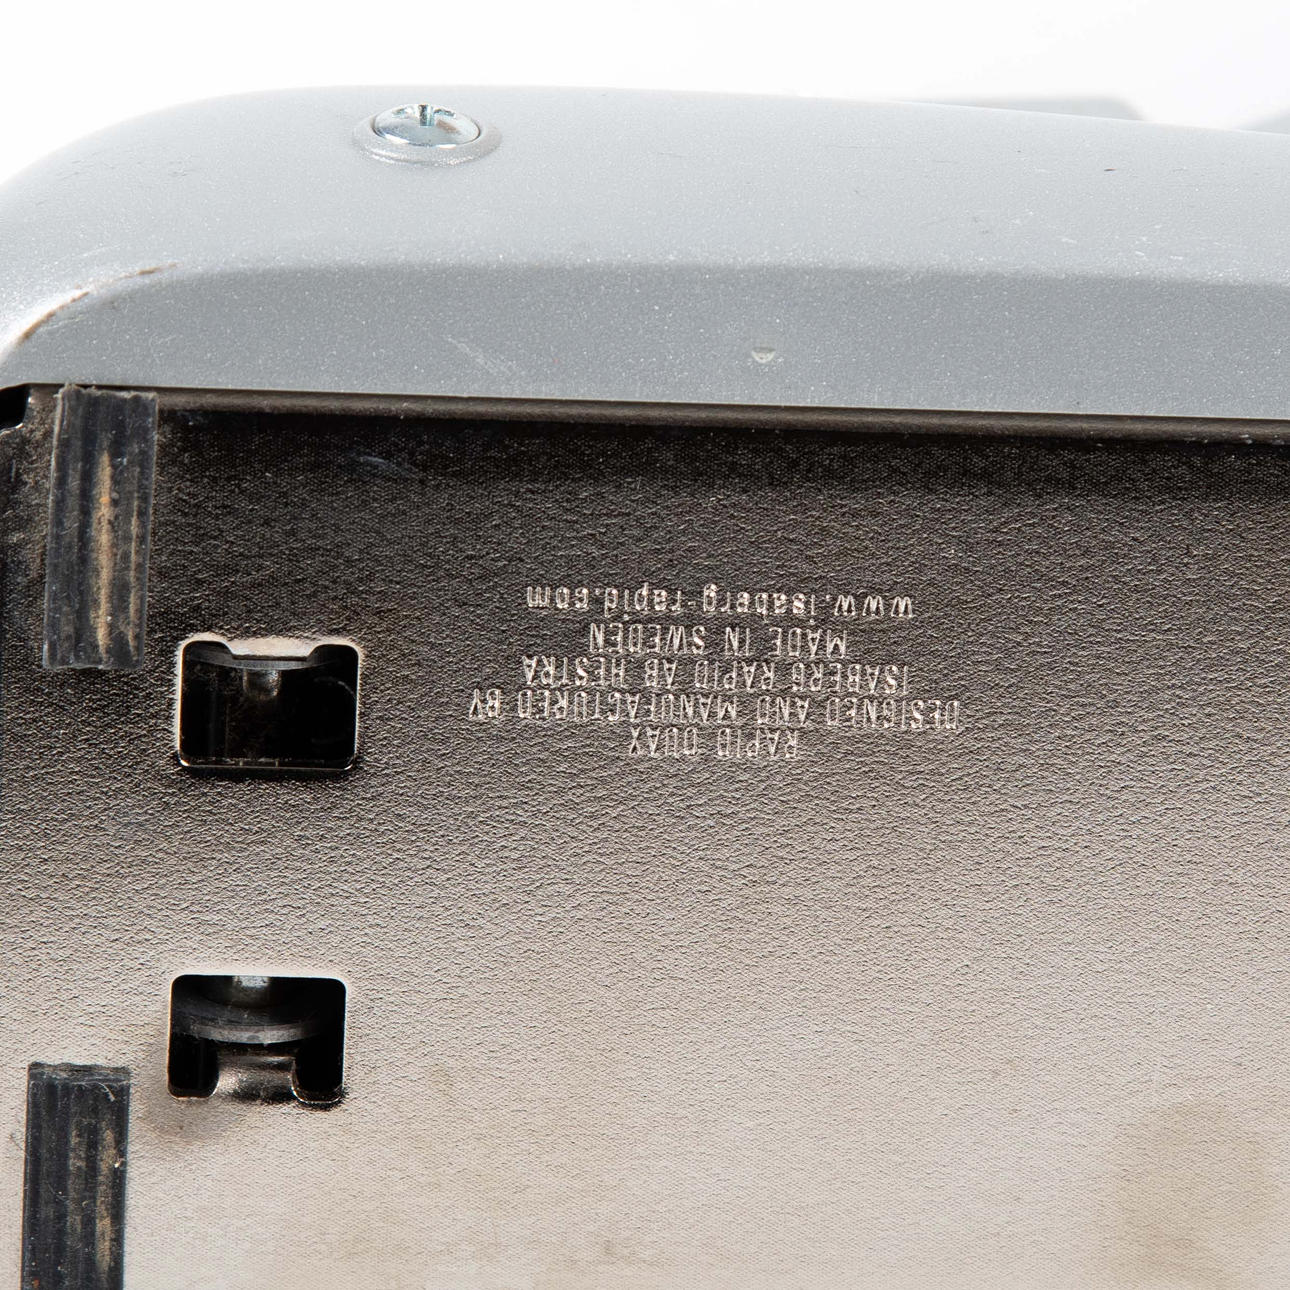 RAPID DUAX
DESIGNED AND MANUFACTURED BY
ISABERG RAPID AB HESTRA
MADE IN SWEDEN
www.isaberg-rapid.com